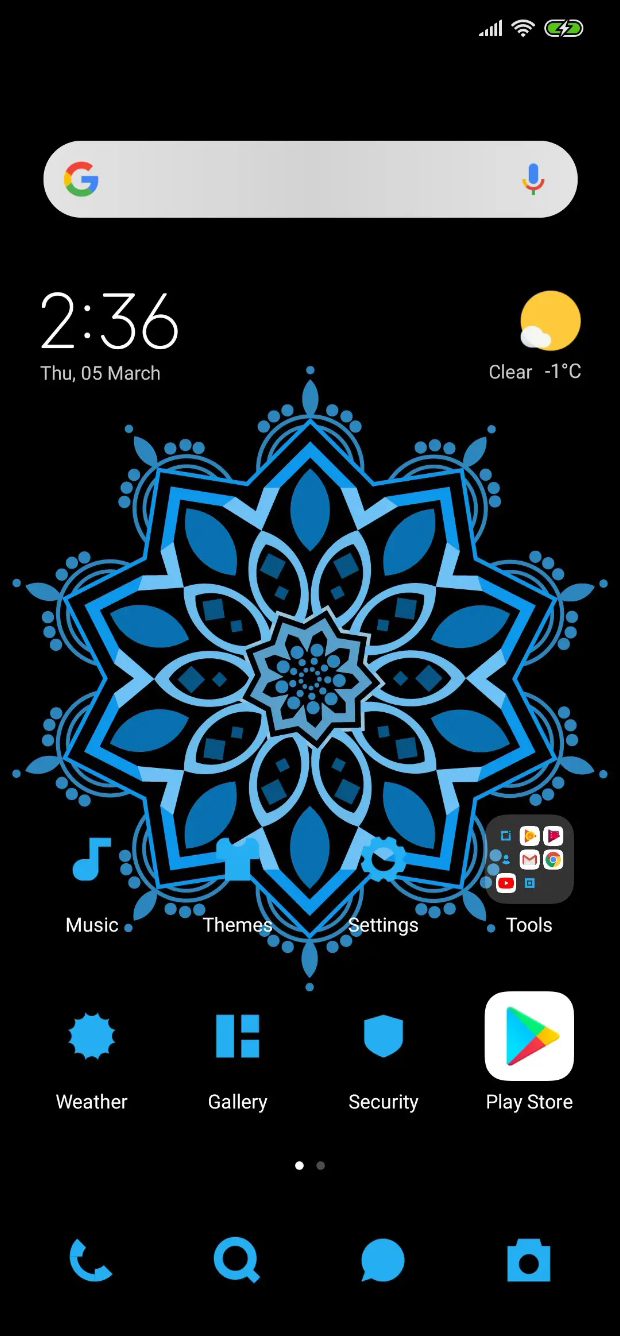 2:36
Thu, 05 March
Clear -1°C
Music
Themes
Settings
Tools
Weather
Gallery
Security
Play Store